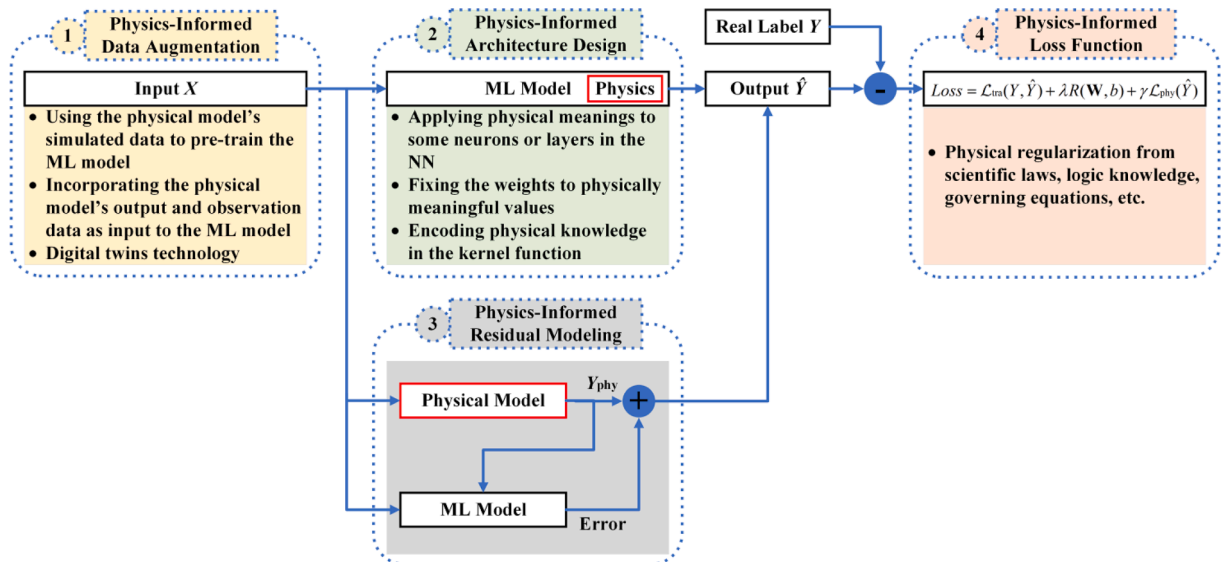 1
Physics-Informed
Data Augmentation
Input X
• Using the physical model's
simulated data to pre-train the
ML model
• Incorporating the physical
model's output and observation
data as input to the ML model
• Digital twins technology
2
Physics-Informed
Architecture Design
ML Model Physics
• Applying physical meanings to
some neurons or layers in the
NN
• Fixing the weights to physically
meaningful values
• Encoding physical knowledge
in the kernel function
3
Physics-Informed
Residual Modeling
Physical Model
Y_phy
+
ML Model
Error
Real Label Y
Output Ŷ
-
4
Physics-Informed
Loss Function
Loss = ℒ_tra(Y,Ŷ) + λR(W,b) + γℒ_phy(Ŷ)
• Physical regularization from
scientific laws, logic knowledge,
governing equations, etc.